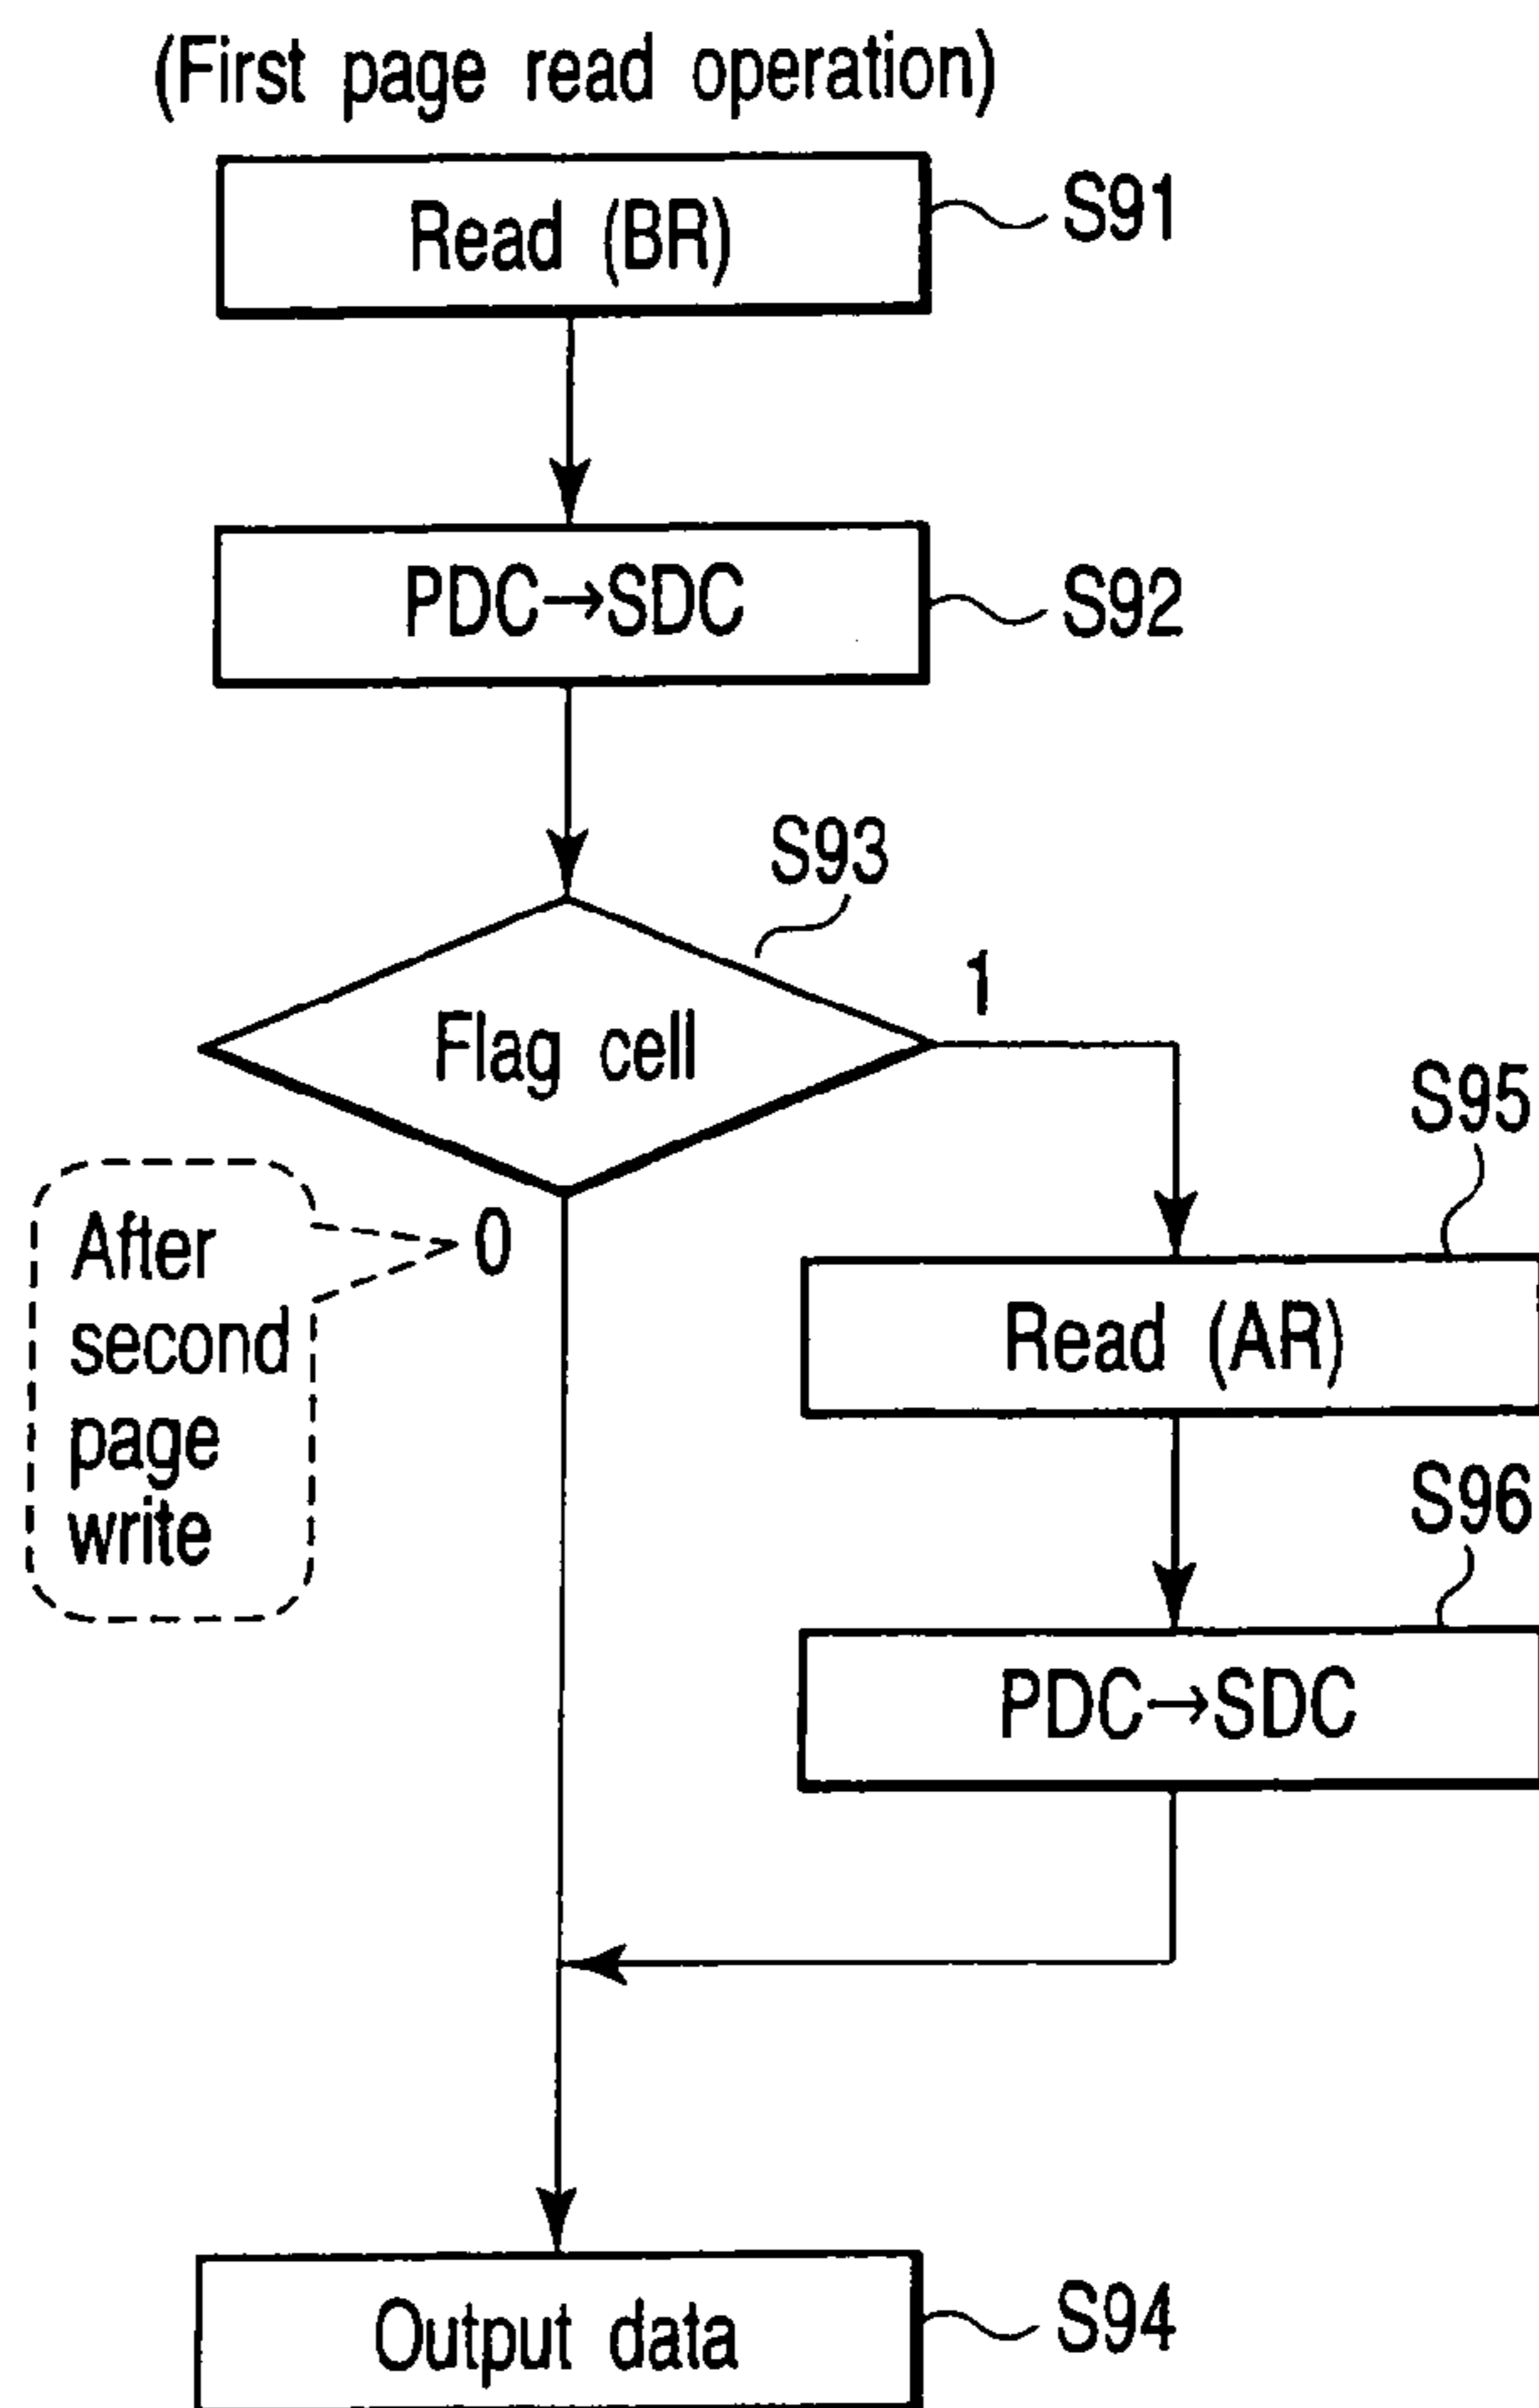 (First page read operation)
Read (BR)
S91
PDC→SDC
S92
S93
Flag cell
1
0
After
second
page
write
S95
Read (AR)
S96
PDC→SDC
Output data
S94